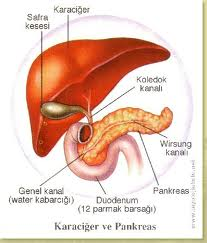 Karaciğer
Safra
kesesi
Koledok
kanalı
Wirsung
kanalı
Genel kanal
(water kabarcığı)
Duodenum
(12 parmak barsağı)
Pankreas
Karaciğer ve Pankreas